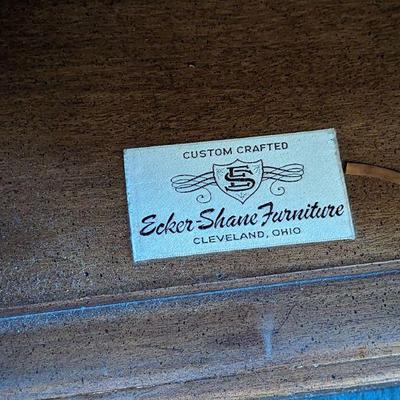 CUSTOM CRAFTED
ES
Ecker-Shane Furniture
CLEVELAND, OHIO